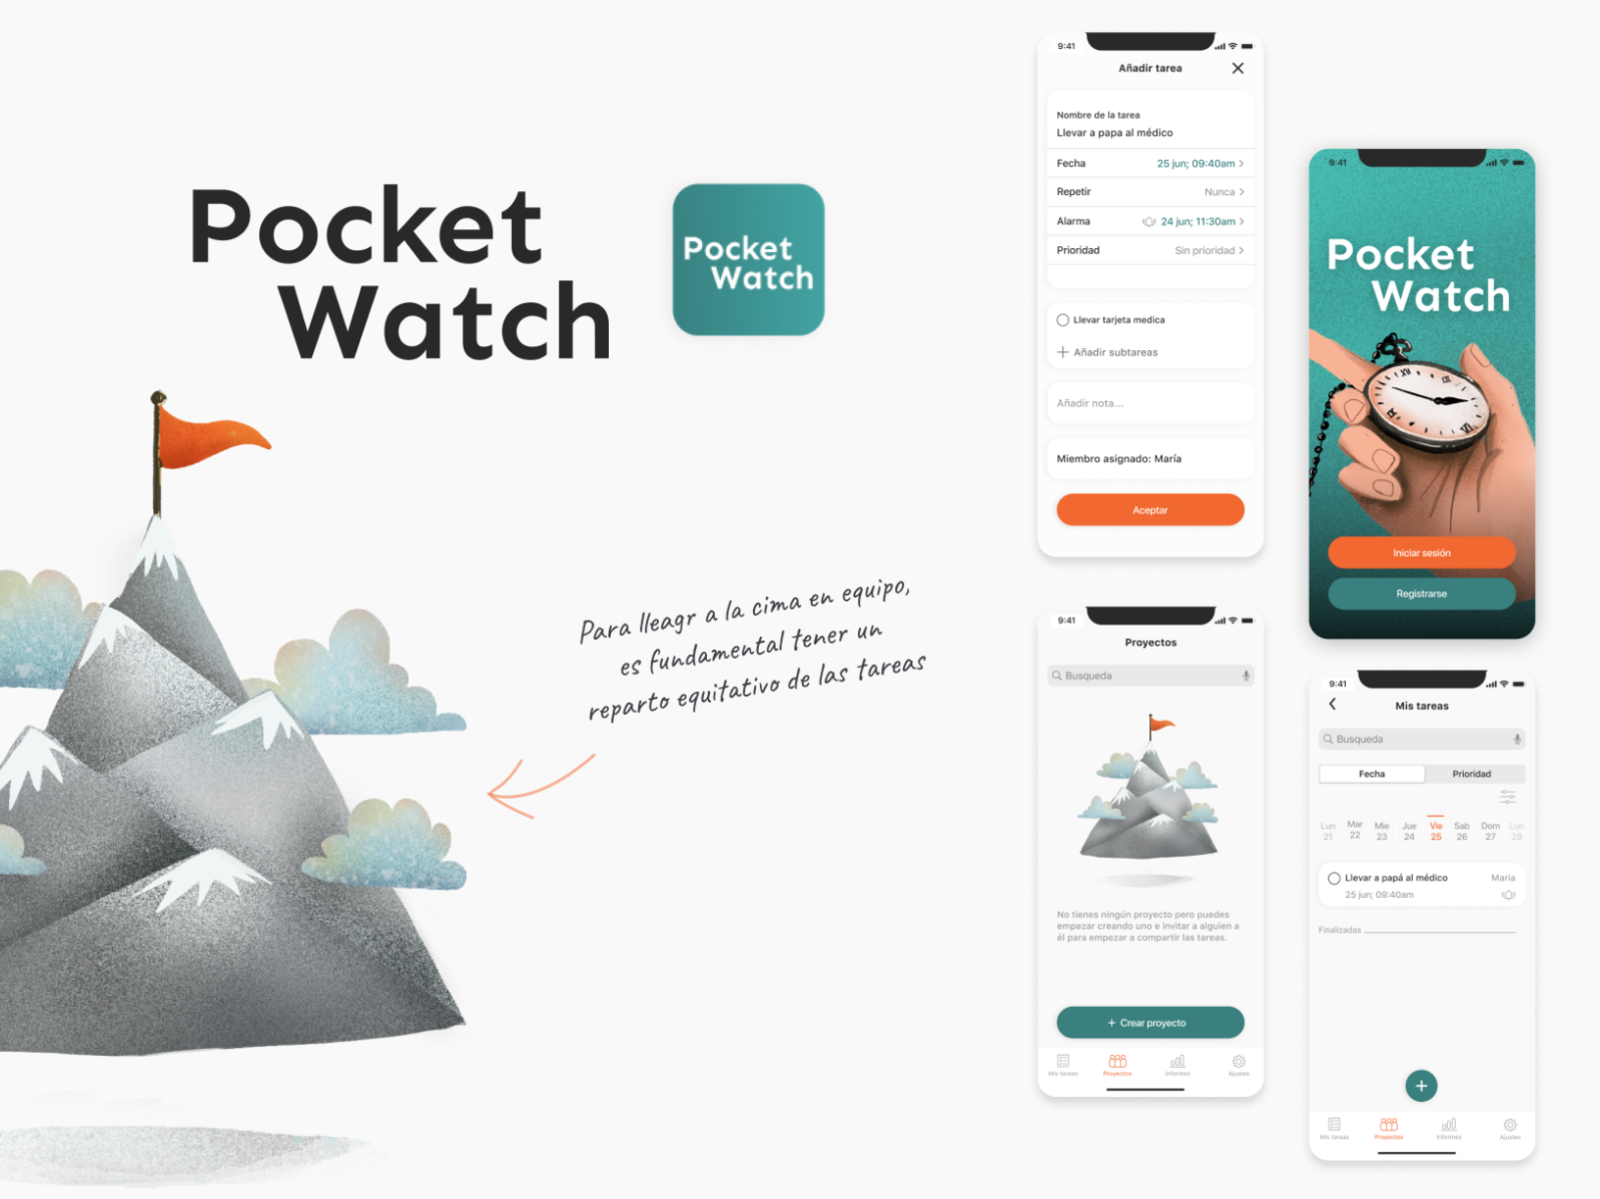 Pocket
Watch
Pocket
Watch
Para lleagr a la cima en equipo,
es fundamental tener un
reparto equitativo de las tareas
9:41
Añadir tarea
Nombre de la tarea
Llevar a papa al médico
Fecha 25 jun; 09:40am
Repetir Nunca
Alarma 24 jun; 11:30am
Prioridad Sin prioridad
Llevar tarjeta medica
Añadir subtareas
Añadir nota...
Miembro asignado: María
Aceptar
9:41
Pocket
Watch
XII
III
VI
IX
Iniciar sesión
Registrarse
9:41
Proyectos
Busqueda
No tienes ningún proyecto pero puedes
empezar creando uno e invitar a alguien a
él para empezar a compartir las tareas.
+ Crear proyecto
Mis tareas Proyectos Informes Ajustes
9:41
Mis tareas
Busqueda
Fecha Prioridad
Lun Mar Mie Jue Vie Sab Dom Lun
21 22 23 24 25 26 27 28
Llevar a papá al médico Maria
25 jun; 09:40am
Finalizadas
+
Mis tareas Proyectos Informes Ajustes